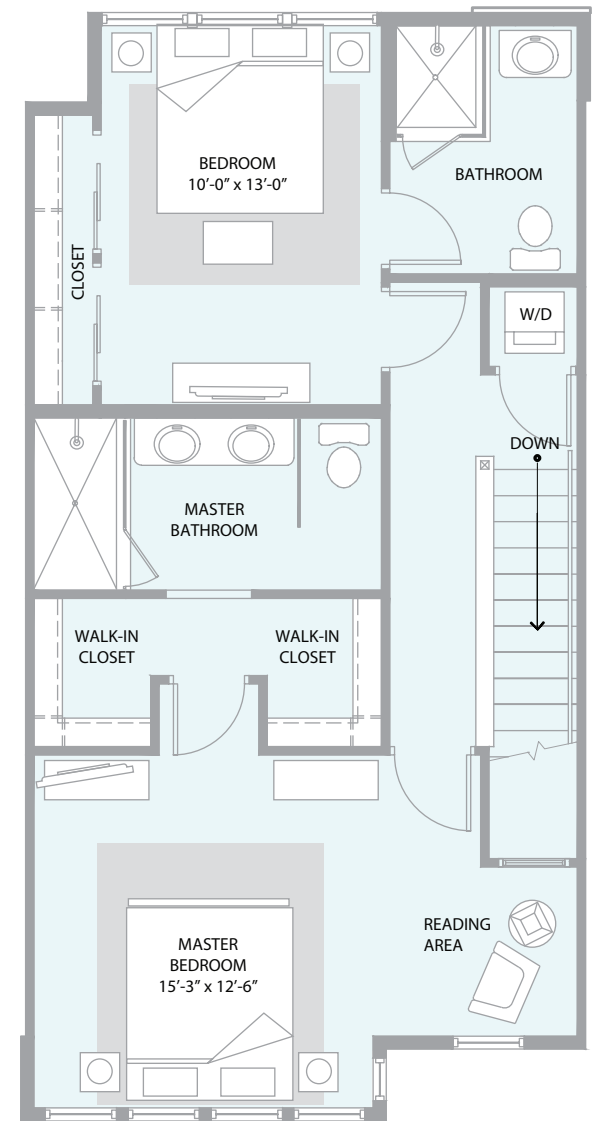 BEDROOM
10’-0” x 13’-0”
BATHROOM
CLOSET
W/D
DOWN
MASTER
BATHROOM
WALK-IN
CLOSET
WALK-IN
CLOSET
READING
AREA
MASTER
BEDROOM
15’-3” x 12’-6”